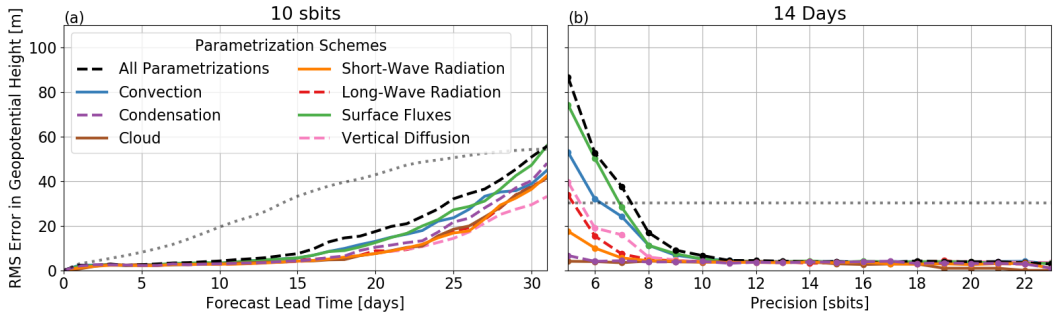 (a) 10 sbits
(b) 14 Days
RMS Error in Geopotential Height [m]
100
80
60
40
20
0
Parametrization Schemes
All Parametrizations
Convection
Condensation
Cloud
Short-Wave Radiation
Long-Wave Radiation
Surface Fluxes
Vertical Diffusion
0 5 10 15 20 25 30
Forecast Lead Time [days]
6 8 10 12 14 16 18 20 22
Precision [sbits]